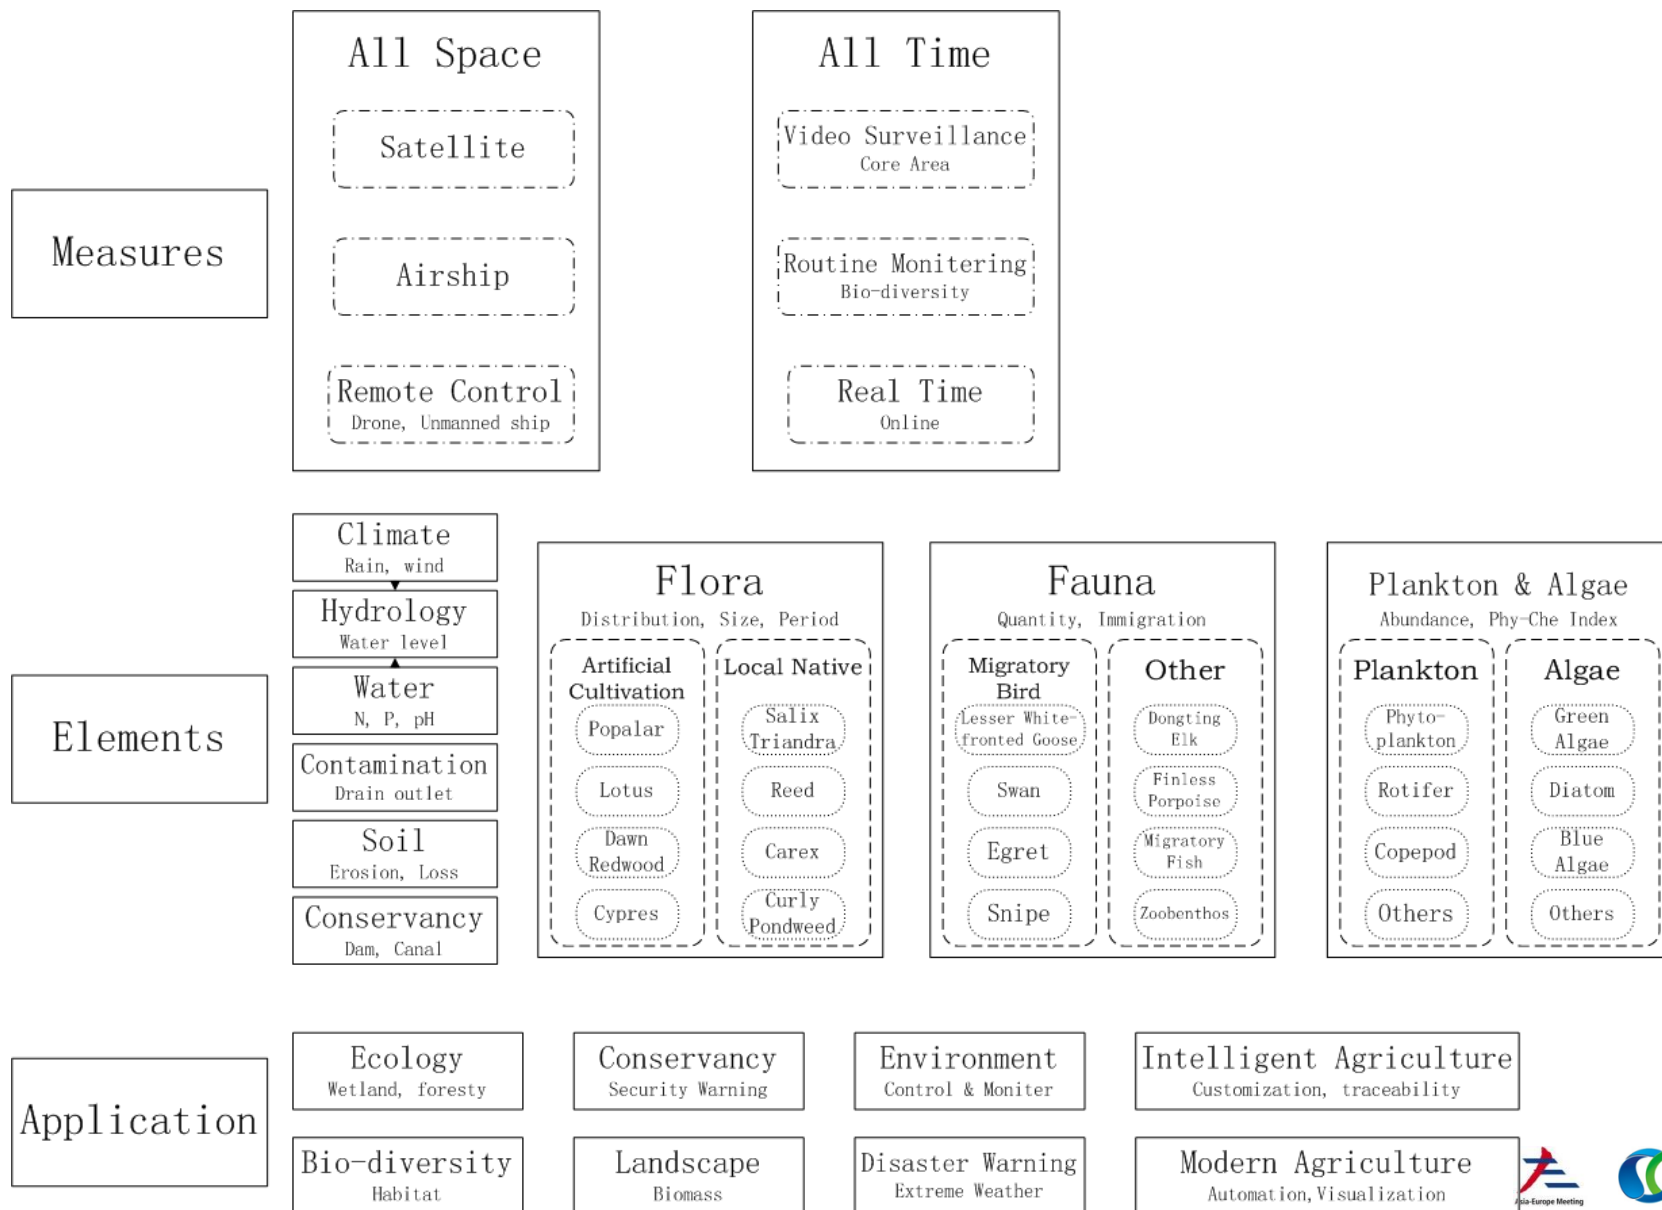 Measures
All Space
Satellite
Airship
Remote Control
Drone, Unmanned ship
All Time
Video Surveillance
Core Area
Routine Monitering
Bio-diversity
Real Time
Online
Elements
Climate
Rain, wind
Hydrology
Water level
Water
N, P, pH
Contamination
Drain outlet
Soil
Erosion, Loss
Conservancy
Dam, Canal
Flora
Distribution, Size, Period
Artificial
Cultivation
Popalar
Lotus
Dawn
Redwood
Cypres
Local Native
Salix
Triandra
Reed
Carex
Curly
Pondweed
Fauna
Quantity, Immigration
Migratory
Bird
Lesser White-
fronted Goose
Swan
Egret
Snipe
Other
Dongting
Elk
Finless
Porpoise
Migratory
Fish
Zoobenthos
Plankton & Algae
Abundance, Phy-Che Index
Plankton
Phyto-
plankton
Rotifer
Copepod
Others
Algae
Green
Algae
Diatom
Blue
Algae
Others
Application
Ecology
Wetland, foresty
Conservancy
Security Warning
Environment
Control & Moniter
Intelligent Agriculture
Customization, traceability
Bio-diversity
Habitat
Landscape
Biomass
Disaster Warning
Extreme Weather
Modern Agriculture
Automation, Visualization
Asia-Europe Meeting